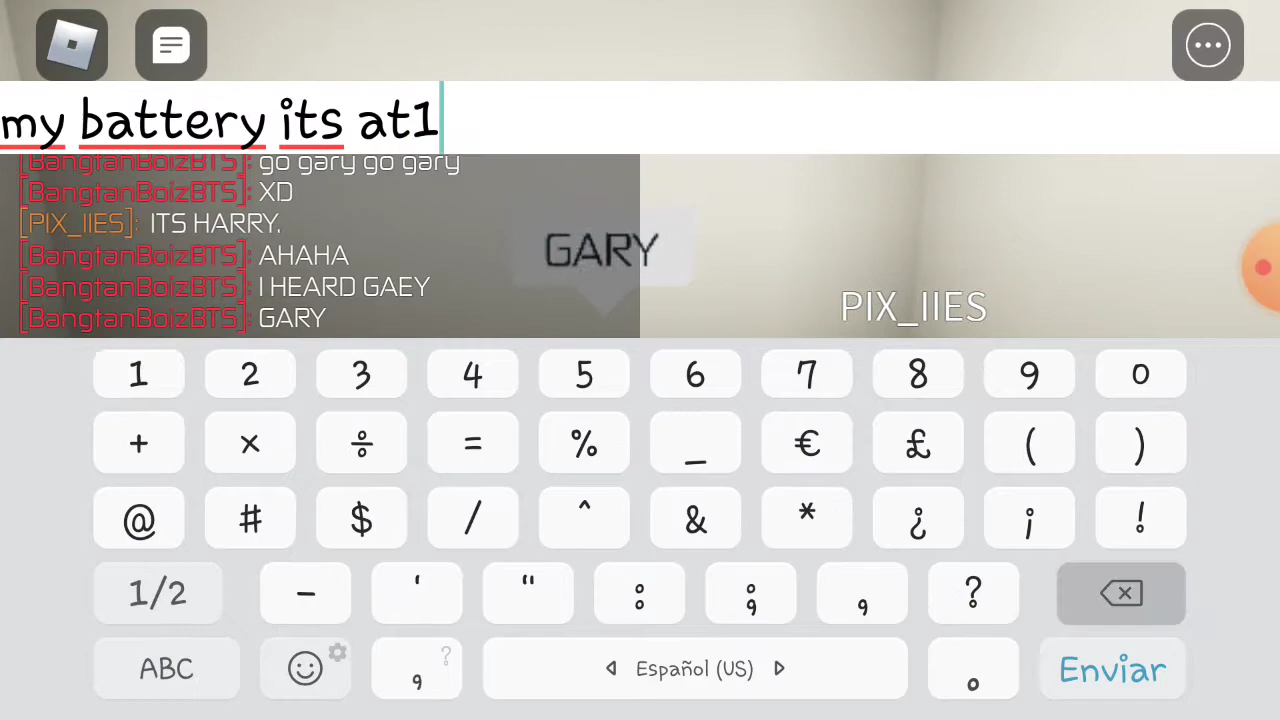 my battery its at1
[BangtanBoizBTS]: go gary go gary
[BangtanBoizBTS]: XD
[PIX_IIES]: ITS HARRY.
[BangtanBoizBTS]: AHAHA
[BangtanBoizBTS]: I HEARD GAEY
[BangtanBoizBTS]: GARY
GARY
PIX_IIES
1 2 3 4 5 6 7 8 9 0
+ × ÷ = % _ € £ ( )
@ # $ / ^ & * ¿ ¡ !
1/2 - ' " : ; , ?
ABC , ? Español (US) . Enviar